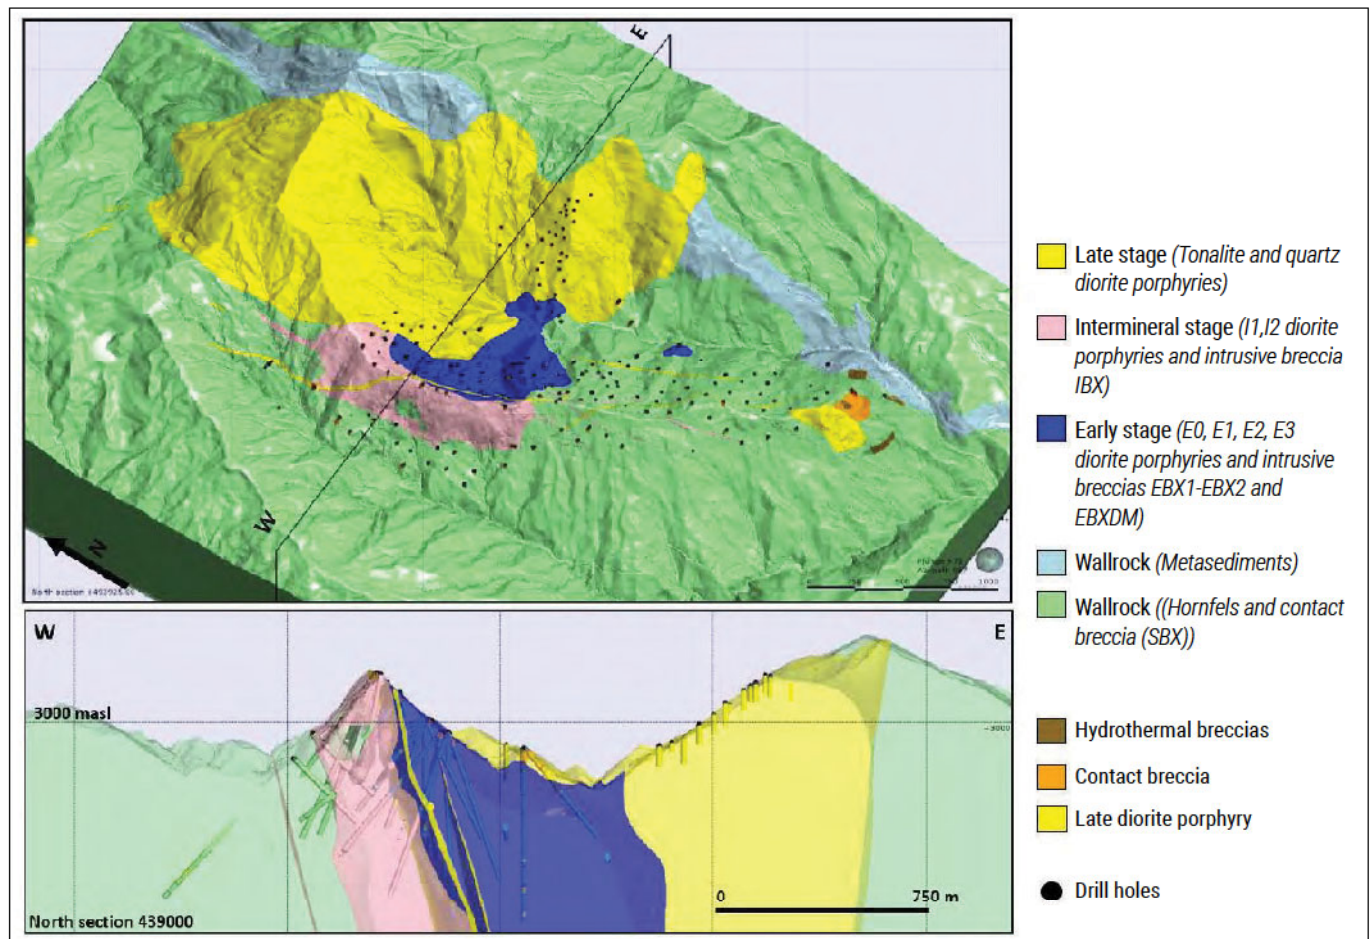 E
W
N
1000
W
E
3000 masl
-3000
0
750 m
North section 439000
Late stage (Tonalite and quartz
diorite porphyries)
Intermineral stage (I1,I2 diorite
porphyries and intrusive breccia
IBX)
Early stage (E0, E1, E2, E3
diorite porphyries and intrusive
breccias EBX1-EBX2 and
EBXDM)
Wallrock (Metasediments)
Wallrock ((Hornfels and contact
breccia (SBX))
Hydrothermal breccias
Contact breccia
Late diorite porphyry
Drill holes